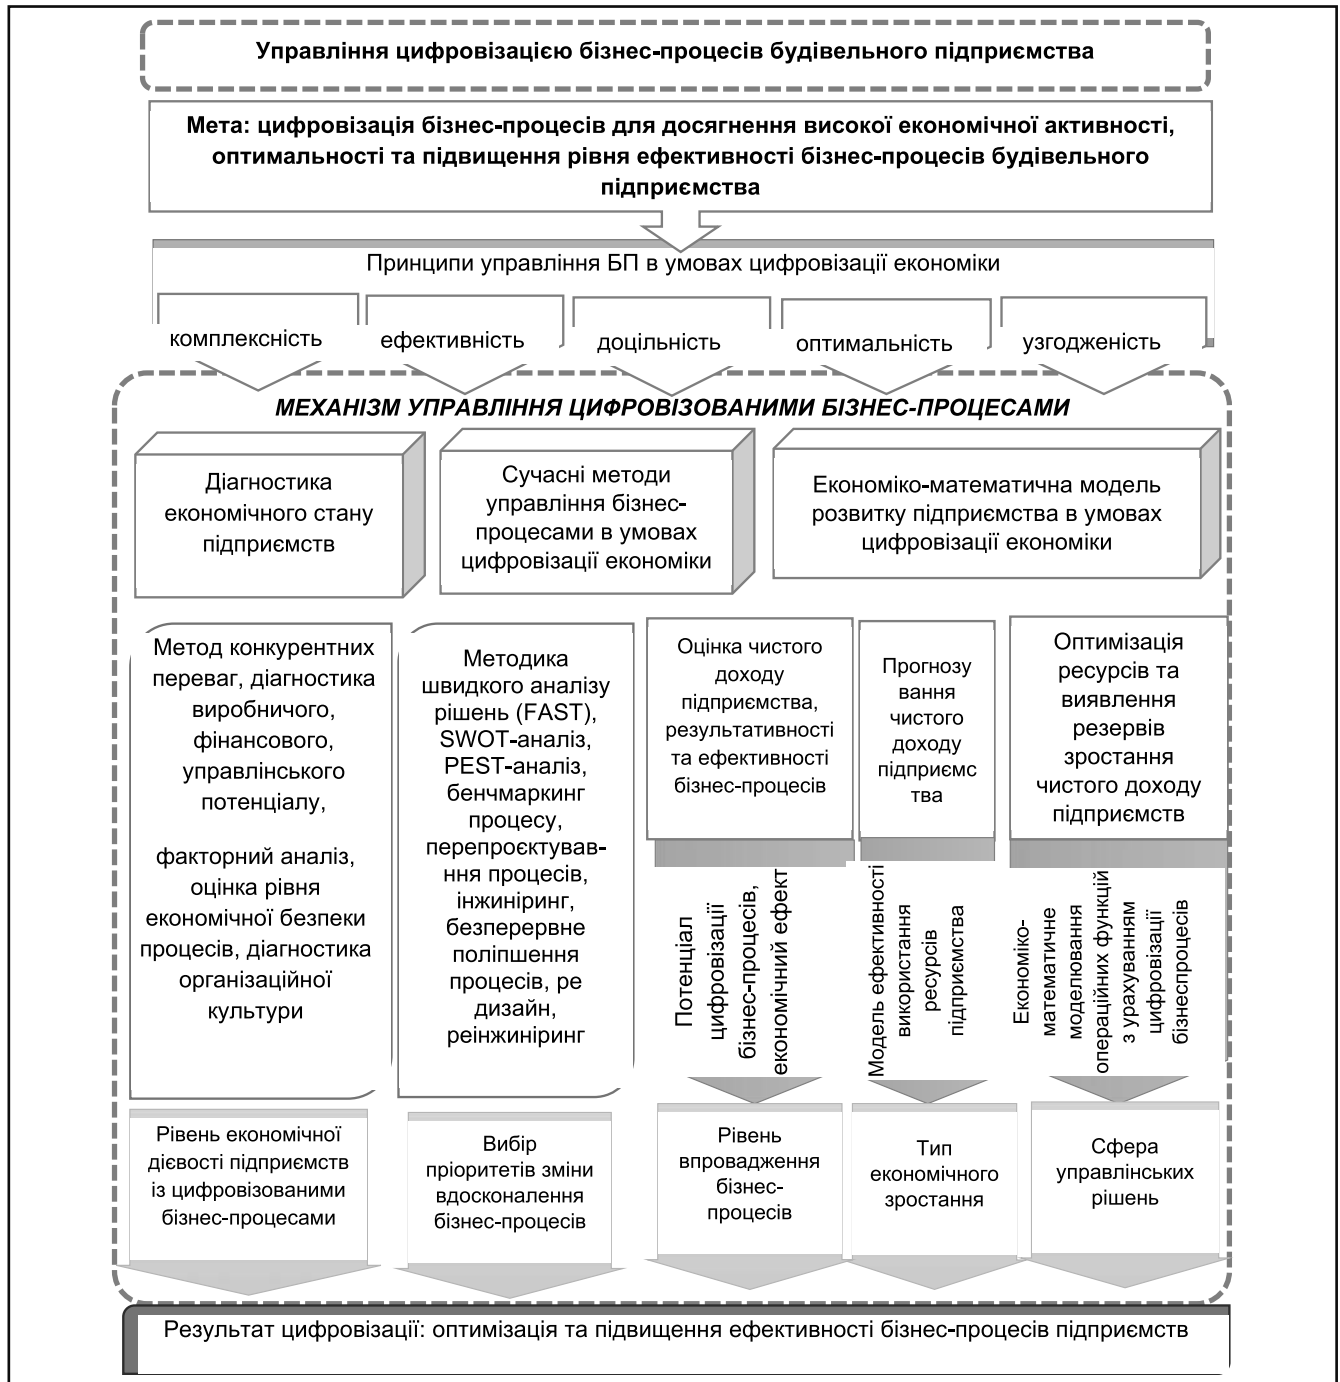 Управління цифровізацією бізнес-процесів будівельного підприємства
Мета: цифровізація бізнес-процесів для досягнення високої економічної активності,
оптимальності та підвищення рівня ефективності бізнес-процесів будівельного
підприємства
Принципи управління БП в умовах цифровізації економіки
комплексність
ефективність
доцільність
оптимальність
узгодженість
МЕХАНІЗМ УПРАВЛІННЯ ЦИФРОВІЗОВАНИМИ БІЗНЕС-ПРОЦЕСАМИ
Діагностика
економічного стану
підприємств
Сучасні методи
управління бізнес-
процесами в умовах
цифровізації економіки
Економіко-математична модель
розвитку підприємства в умовах
цифровізації економіки
Метод конкурентних
переваг, діагностика
виробничого,
фінансового,
управлінського
потенціалу,
факторний аналіз,
оцінка рівня
економічної безпеки
процесів, діагностика
організаційної
культури
Методика
швидкого аналізу
рішень (FAST),
SWOT-аналіз,
PEST-аналіз,
бенчмаркинг
процесу,
перепроєктував-
ння процесів,
інжиніринг,
безперервне
поліпшення
процесів, ре
дизайн,
реінжиніринг
Оцінка чистого
доходу
підприємства,
результативності
та ефективності
бізнес-процесів
Прогнозу
вання
чистого
доходу
підприємс
тва
Оптимізація
ресурсів та
виявлення
резервів
зростання
чистого доходу
підприємств
Потенціал
цифровізації
бізнес-процесів,
економічний ефект
Модель ефективності
використання
ресурсів
підприємства
Економіко-
математичне
моделювання
операційних функцій
з урахуванням
цифровізації
бізнеспроцесів
Рівень економічної
дієвості підприємств
із цифровізованими
бізнес-процесами
Вибір
пріоритетів зміни
вдосконалення
бізнес-процесів
Рівень
впровадження
бізнес-
процесів
Тип
економічного
зростання
Сфера
управлінських
рішень
Результат цифровізації: оптимізація та підвищення ефективності бізнес-процесів підприємств